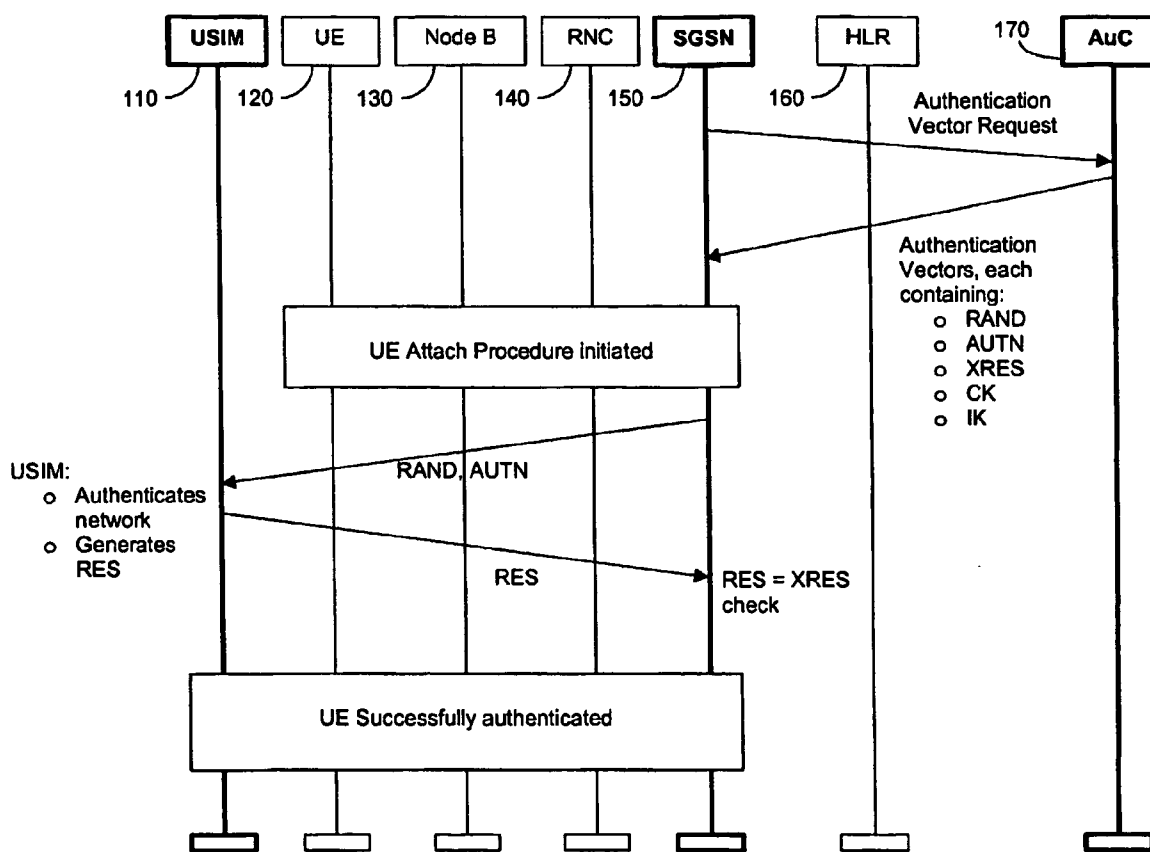 USIM
UE
Node B
RNC
SGSN
HLR
AuC
110
120
130
140
150
160
170
Authentication
Vector Request
Authentication
Vectors, each
containing:
o RAND
o AUTN
o XRES
o CK
o IK
UE Attach Procedure initiated
RAND, AUTN
USIM:
o Authenticates
network
o Generates
RES
RES
RES = XRES
check
UE Successfully authenticated